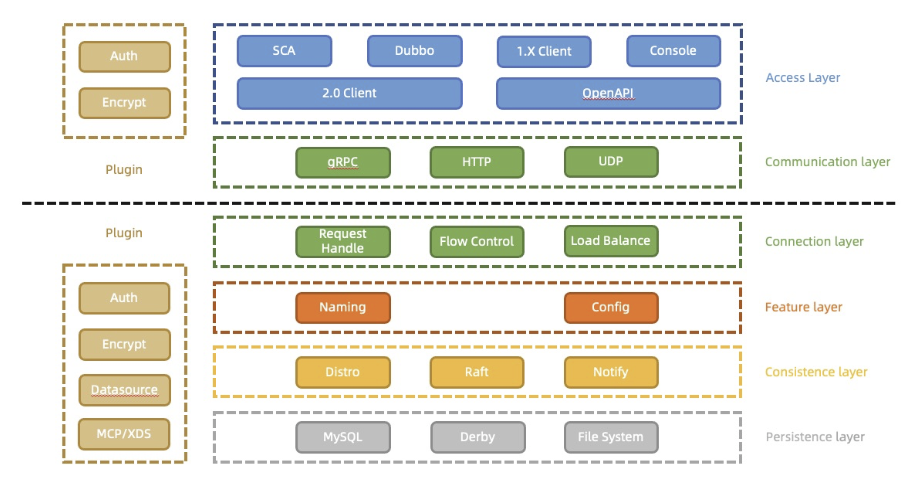 Auth
Encrypt
Plugin
SCA
Dubbo
1.X Client
Console
2.0 Client
OpenAPI
Access Layer
gRPC
HTTP
UDP
Communication layer
Plugin
Auth
Encrypt
Datasource
MCP/XDS
Request
Handle
Flow Control
Load Balance
Connection layer
Naming
Config
Feature layer
Distro
Raft
Notify
Consistence layer
MySQL
Derby
File System
Persistence layer